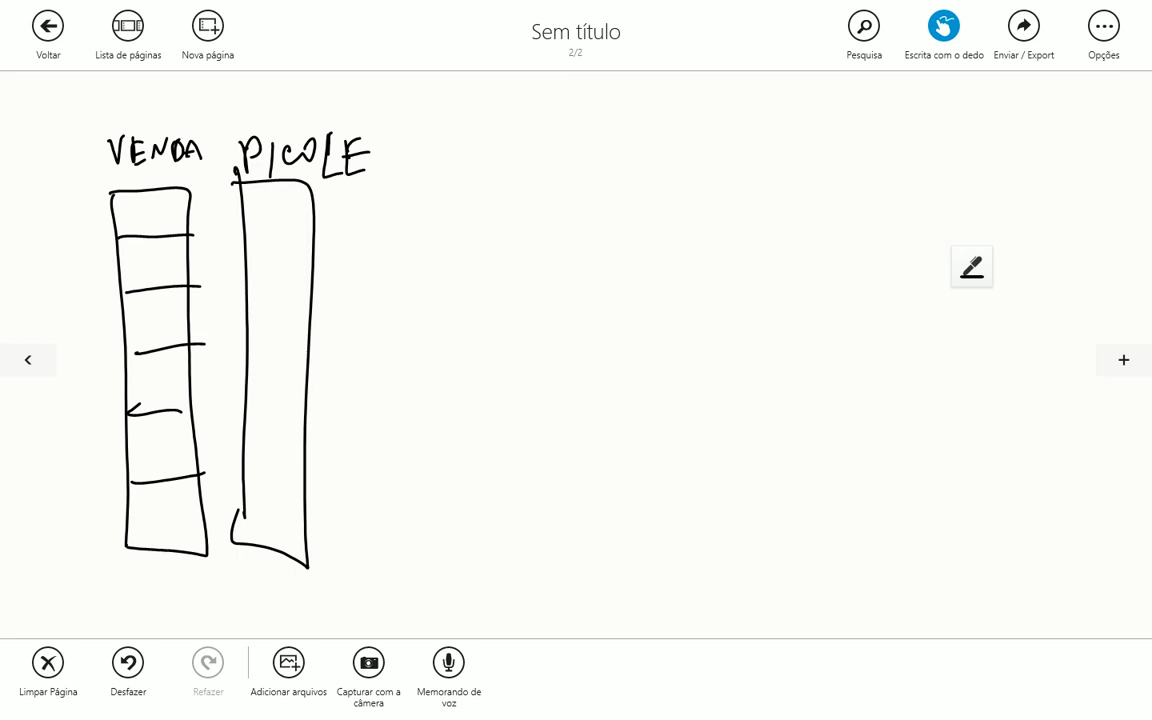 Voltar
Lista de páginas
Nova página
Sem título
2/2
Pesquisa
Escrita com o dedo
Enviar / Export
Opções
VENDA PICOLE
Limpar Página
Desfazer
Refazer
Adicionar arquivos
Capturar com a
câmera
Memorando de
voz